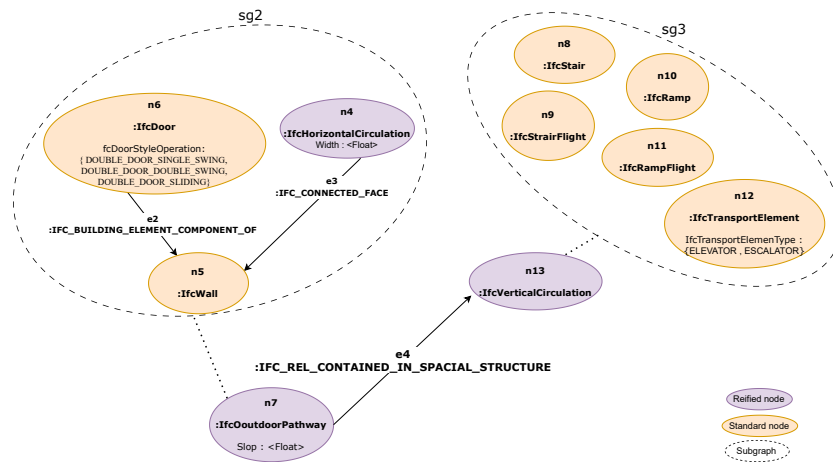 sg2
sg3
n6
:IfcDoor
fcDoorStyleOperation:
{ DOUBLE_DOOR_SINGLE_SWING,
DOUBLE_DOOR_DOUBLE_SWING,
DOUBLE_DOOR_SLIDING}
n4
:IfcHorizontalCirculation
Width : <Float>
e3
:IFC_CONNECTED_FACE
e2
:IFC_BUILDING_ELEMENT_COMPONENT_OF
n5
:IfcWall
n8
:IfcStair
n10
:IfcRamp
n9
:IfcStrairFlight
n11
:IfcRampFlight
n12
:IfcTransportElement
IfcTransportElemenType :
{ELEVATOR , ESCALATOR}
n13
:IfcVerticalCirculation
e4
:IFC_REL_CONTAINED_IN_SPACIAL_STRUCTURE
n7
:IfcOoutdoorPathway
Slop : <Float>
Reified node
Standard node
Subgraph